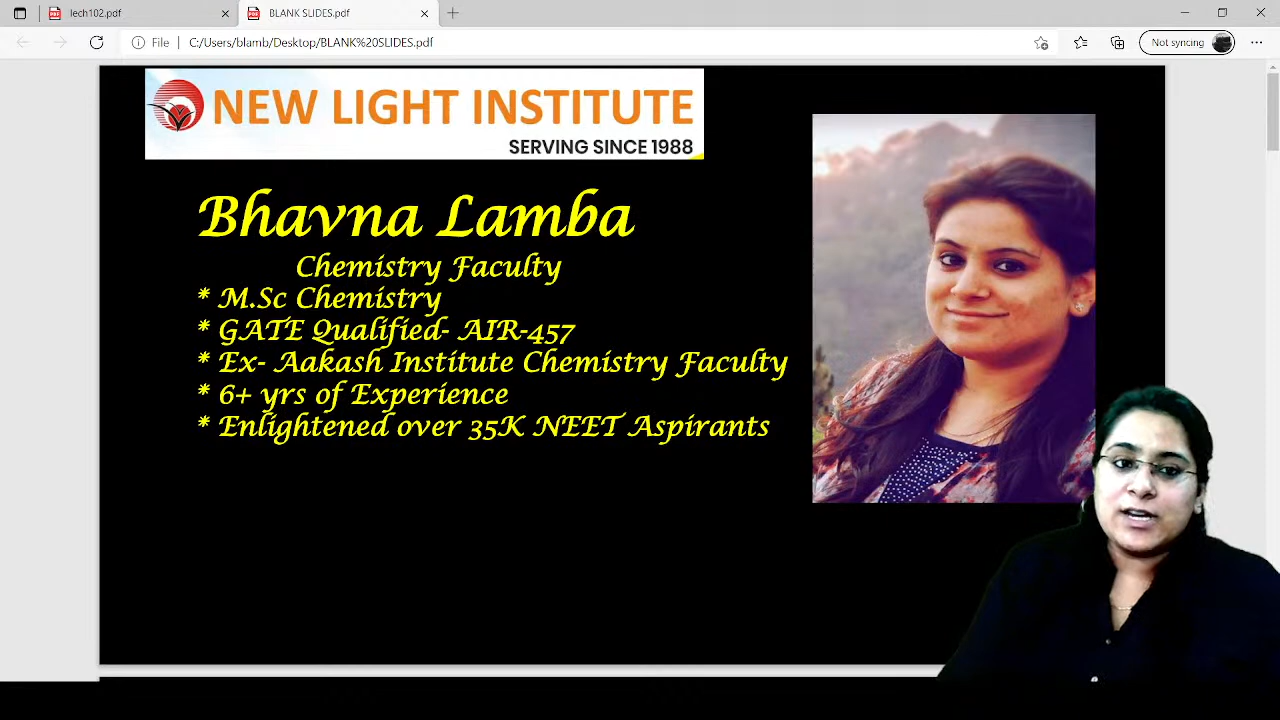 lech102.pdf
BLANK SLIDES.pdf
File
C:/Users/blamb/Desktop/BLANK%20SLIDES.pdf
Not syncing
NEW LIGHT INSTITUTE
SERVING SINCE 1988
Bhavna Lamba
Chemistry Faculty
* M.Sc Chemistry
* GATE Qualified- AIR-457
* Ex- Aakash Institute Chemistry Faculty
* 6+ yrs of Experience
* Enlightened over 35K NEET Aspirants